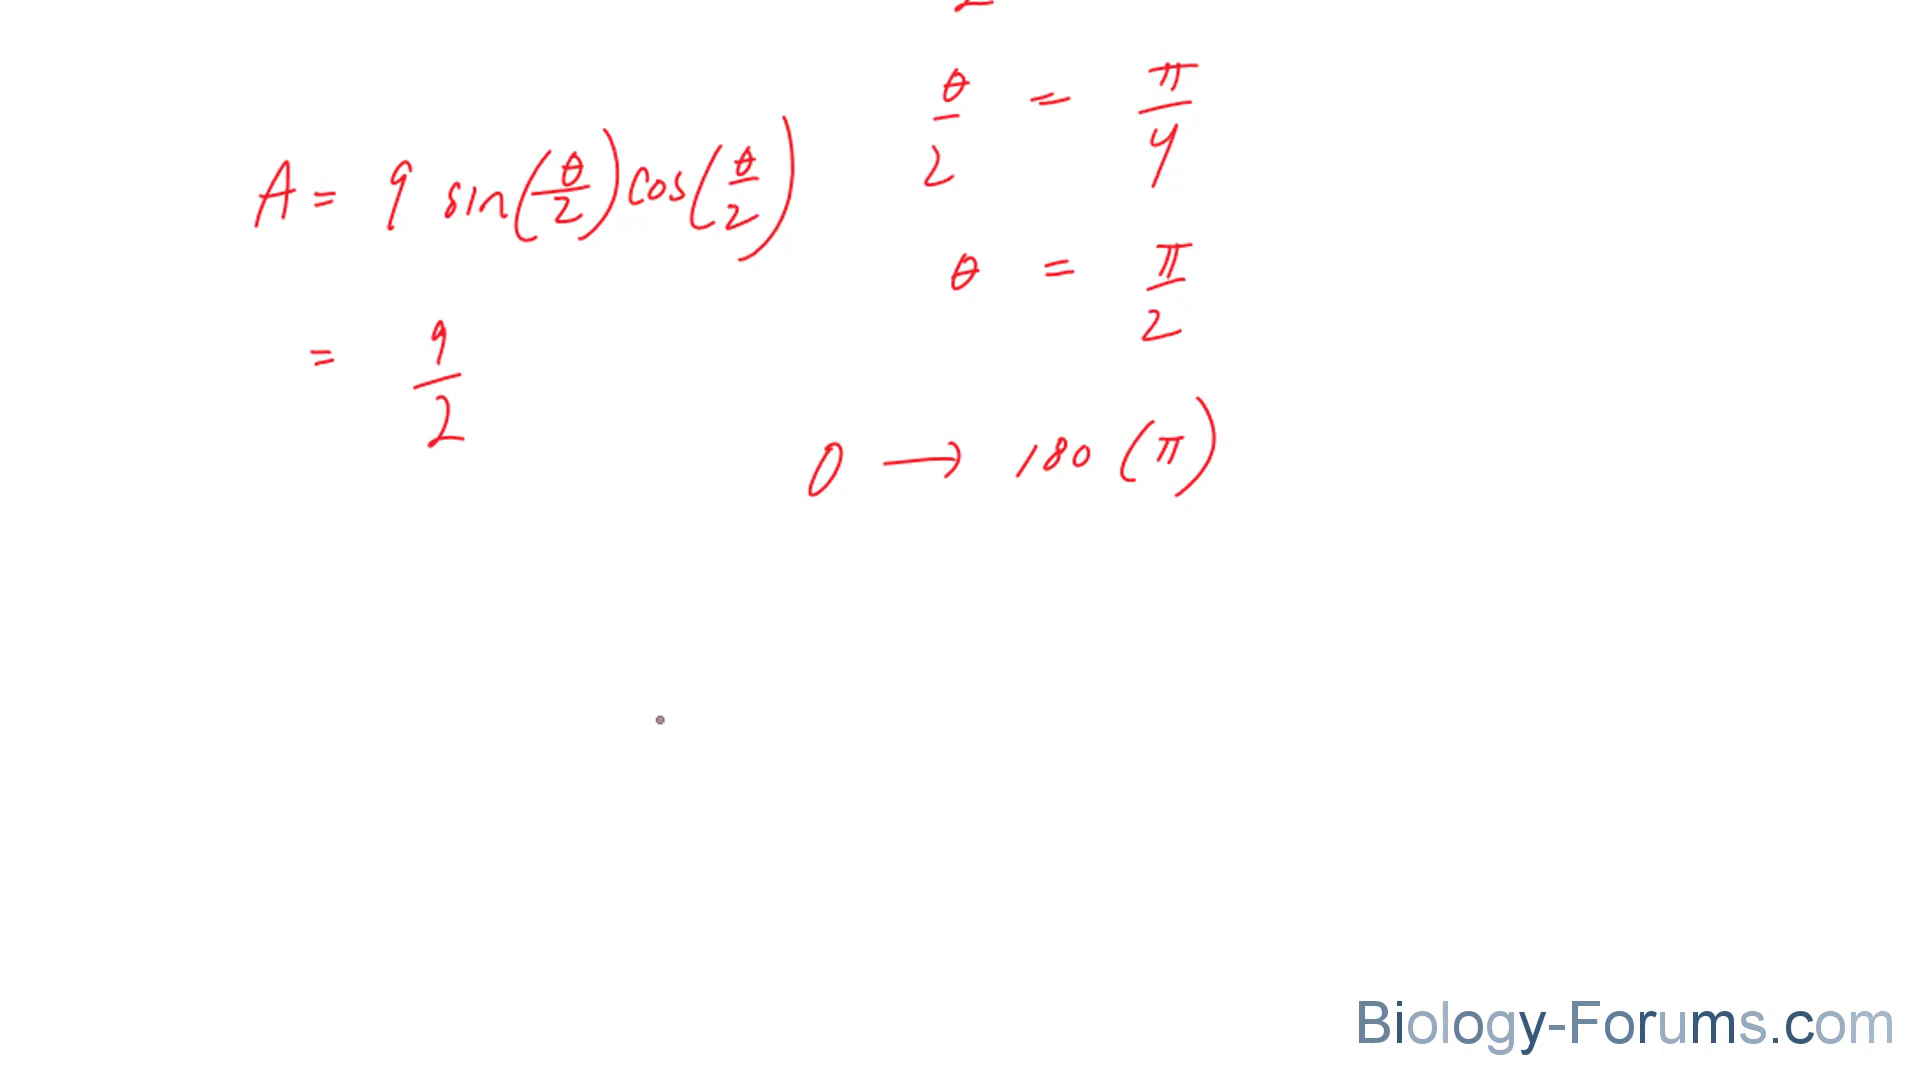 θ/2 = π/4
A = 9 sin(θ/2) cos(θ/2)
θ = π/2
= 9/2
0 → 180 (π)
Biology-Forums.com